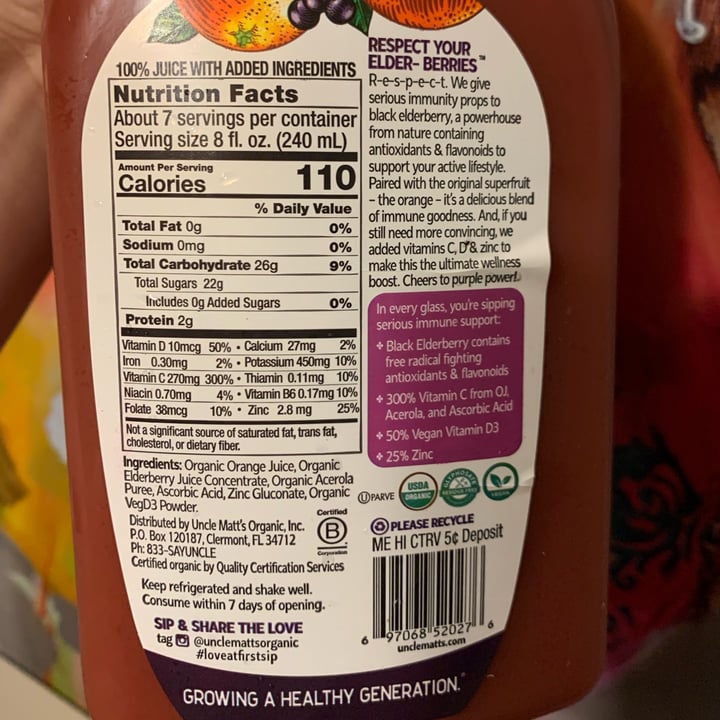 100% JUICE WITH ADDED INGREDIENTS
Nutrition Facts
About 7 servings per container
Serving size 8 fl. oz. (240 mL)
Amount Per Serving
Calories 110
% Daily Value
Total Fat 0g 0%
Sodium 0mg 0%
Total Carbohydrate 26g 9%
Total Sugars 22g
Includes 0g Added Sugars 0%
Protein 2g
Vitamin D 10mcg 50% • Calcium 27mg 2%
Iron 0.30mg 2% • Potassium 450mg 10%
Vitamin C 270mg 300% • Thiamin 0.11mg 10%
Niacin 0.70mg 4% • Vitamin B6 0.17mg 10%
Folate 38mcg 10% • Zinc 2.8 mg 25%
Not a significant source of saturated fat, trans fat,
cholesterol, or dietary fiber.
Ingredients: Organic Orange Juice, Organic
Elderberry Juice Concentrate, Organic Acerola
Puree, Ascorbic Acid, Zinc Gluconate, Organic
VegD3 Powder.
Distributed by Uncle Matt's Organic, Inc.
P.O. Box 120187, Clermont, FL 34712
Ph: 833-SAYUNCLE
Certified organic by Quality Certification Services
Certified
B
Corporation
Keep refrigerated and shake well.
Consume within 7 days of opening.
SIP & SHARE THE LOVE
tag @unclemattsorganic
#loveatfirstsip
RESPECT YOUR
ELDER-BERRIES™
R-e-s-p-e-c-t. We give
serious immunity props to
black elderberry, a powerhouse
from nature containing
antioxidants & flavonoids to
support your active lifestyle.
Paired with the original superfruit
– the orange – it's a delicious blend
of immune goodness. And, if you
still need more convincing, we
added vitamins C, D & zinc to
make this the ultimate wellness
boost. Cheers to purple power!
In every glass, you're sipping
serious immune support:
+ Black Elderberry contains
free radical fighting
antioxidants & flavonoids
+ 300% Vitamin C from OJ,
Acerola, and Ascorbic Acid
+ 50% Vegan Vitamin D3
+ 25% Zinc
U PARVE
USDA
ORGANIC
GLYPHOSATE
RESIDUE FREE
VEGAN
PLEASE RECYCLE
ME HI CTRV 5¢ Deposit
6 97068 52027 6
unclematts.com
GROWING A HEALTHY GENERATION.